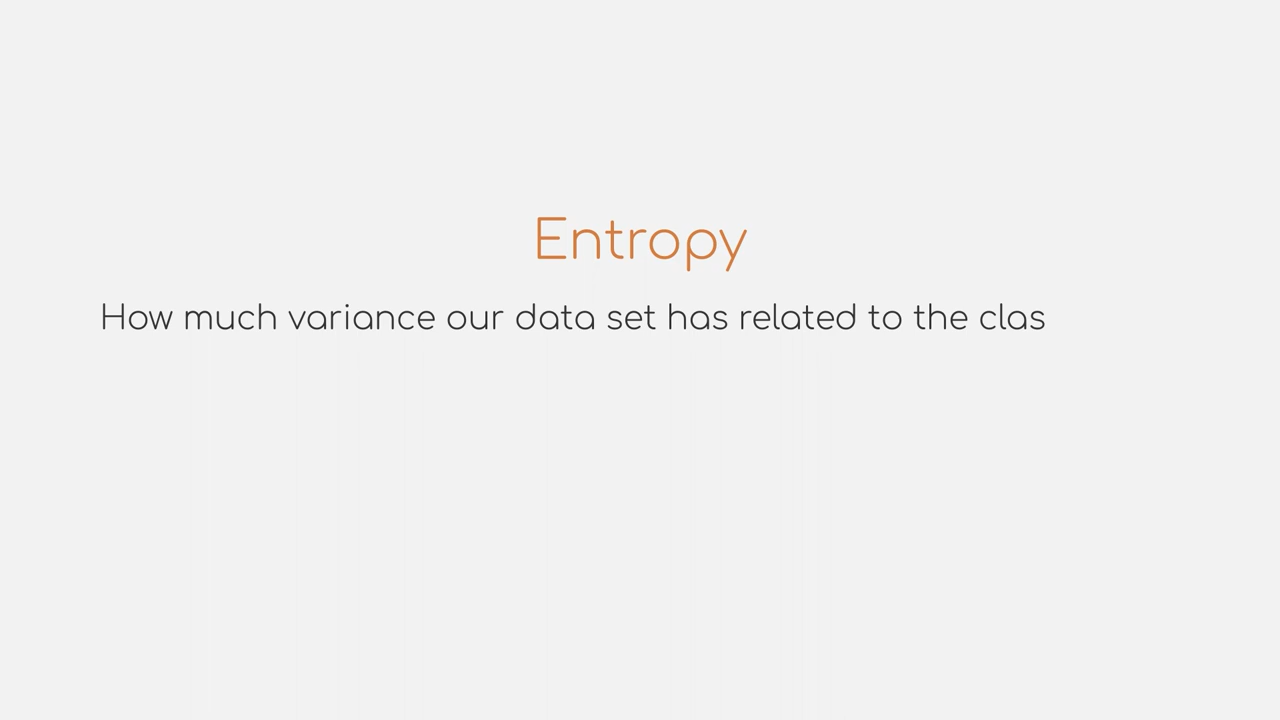 Entropy
How much variance our data set has related to the clas